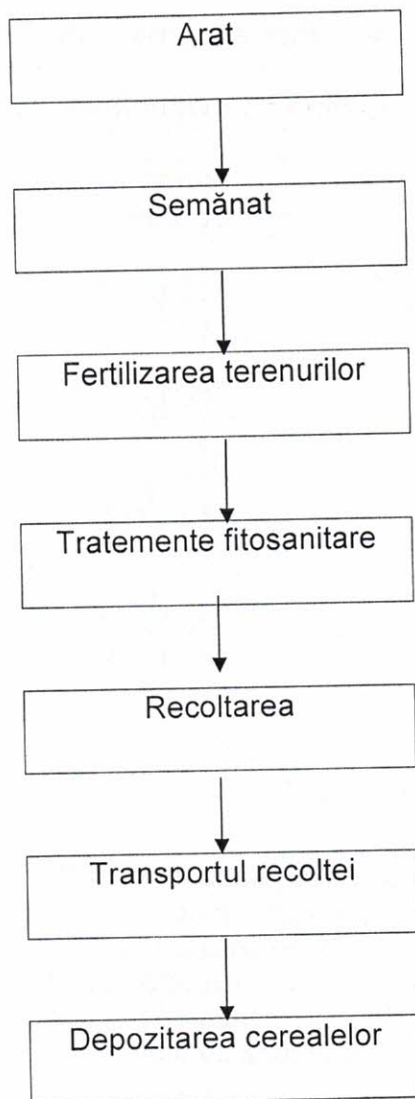 Arat
Semănat
Fertilizarea terenurilor
Tratemente fitosanitare
Recoltarea
Transportul recoltei
Depozitarea cerealelor